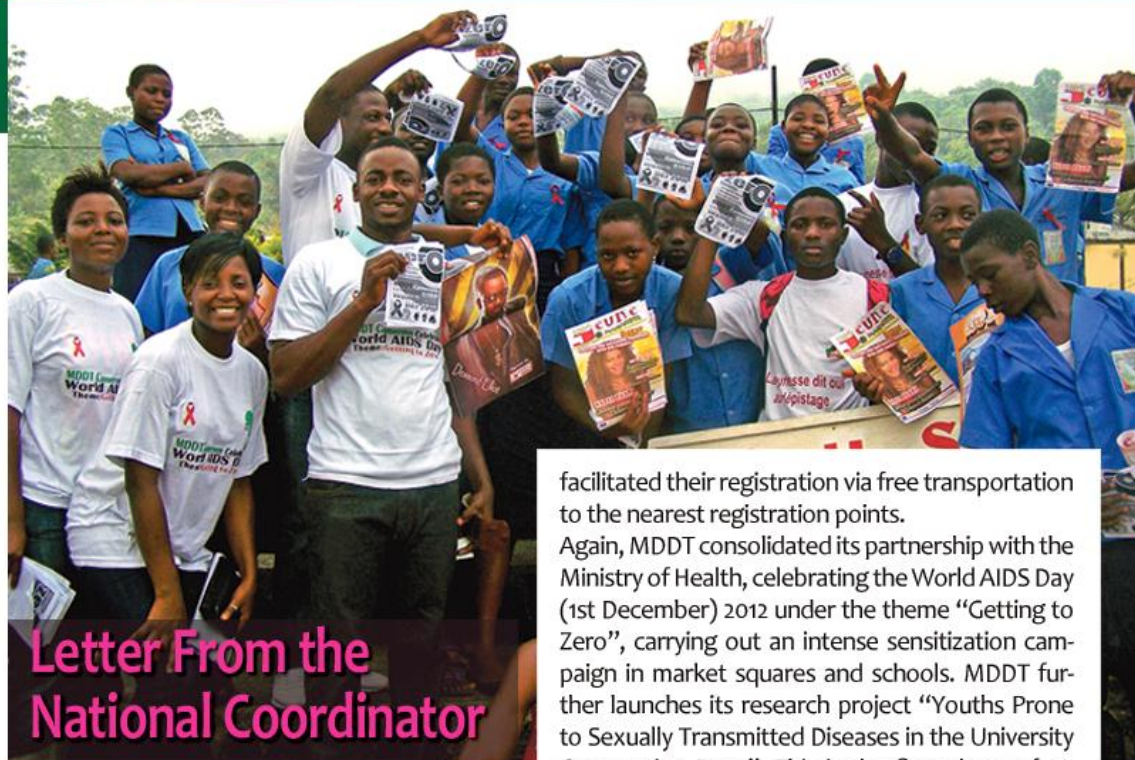 MDDT
World AIDS Day
World AIDS D
Letter From the
National Coordinator
facilitated their registration via free transportation
to the nearest registration points.
Again, MDDT consolidated its partnership with the
Ministry of Health, celebrating the World AIDS Day
(1st December) 2012 under the theme “Getting to
Zero”, carrying out an intense sensitization cam-
paign in market squares and schools. MDDT fur-
ther launches its research project “Youths Prone
to Sexually Transmitted Diseases in the University